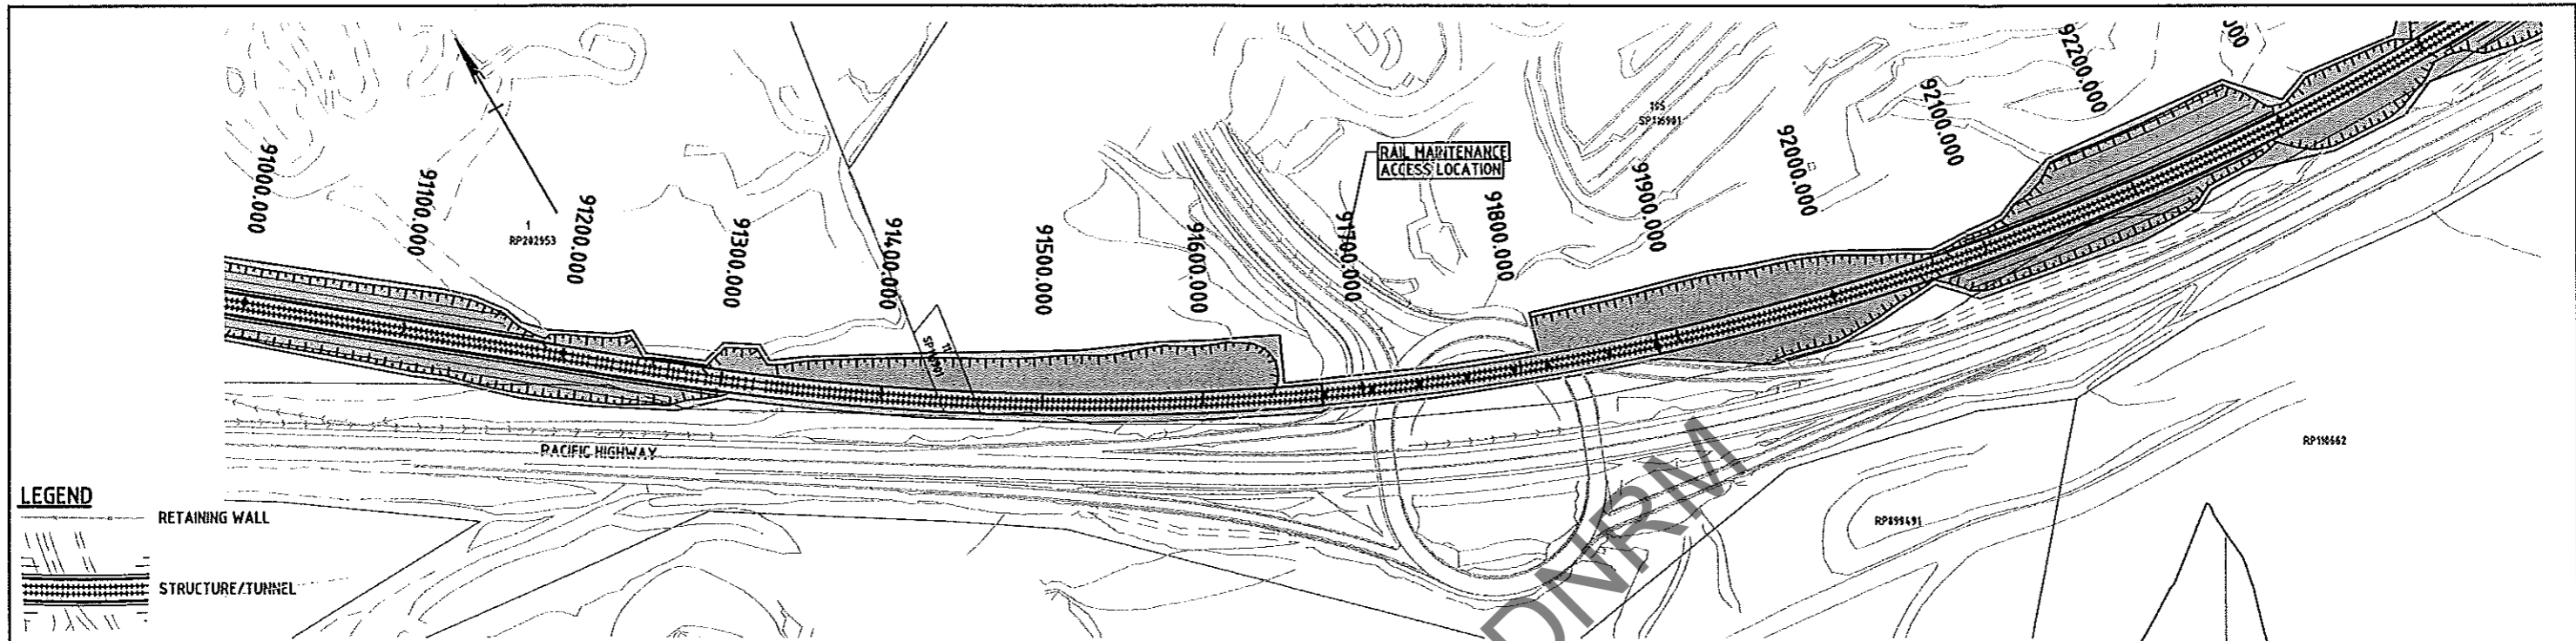 91000.000
91100.000
91200.000
91300.000
91400.000
91500.000
91600.000
91700.000
91800.000
91900.000
92000.000
92100.000
92200.000
00
1
RP202953
RAIL MAINTENANCE
ACCESS LOCATION
PACIFIC HIGHWAY
RP899491
DNRM
LEGEND
RETAINING WALL
STRUCTURE/TUNNEL